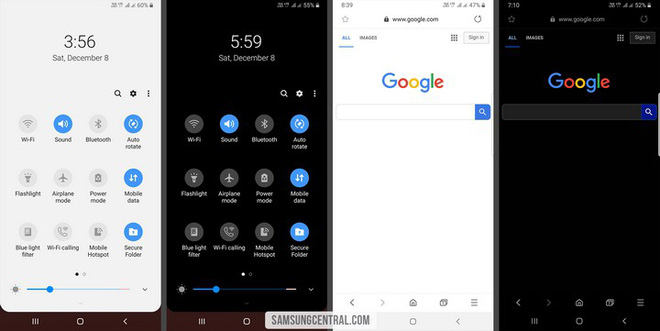 60%
3:56
Sat, December 8
Wi-Fi
Sound
Bluetooth
Auto
rotate
Flashlight
Airplane
mode
Power
mode
Mobile
data
Blue light
filter
Wi-Fi calling
Mobile
Hotspot
Secure
Folder
55%
5:59
Sat, December 8
Wi-Fi
Sound
Bluetooth
Auto
rotate
Flashlight
Airplane
mode
Power
mode
Mobile
data
Blue light
filter
Wi-Fi calling
Mobile
Hotspot
Secure
Folder
6:39 47%
www.google.com
ALL IMAGES Sign in
Google
7:10 52%
www.google.com
ALL IMAGES Sign in
Google
SAMSUNGCENTRAL.COM